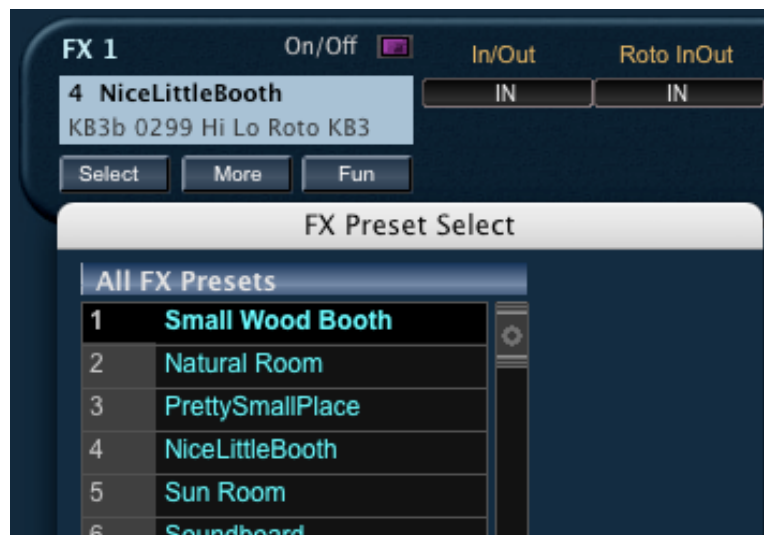 FX 1 On/Off In/Out Roto InOut
4 NiceLittleBooth IN IN
KB3b 0299 Hi Lo Roto KB3
Select More Fun
FX Preset Select
All FX Presets
1 Small Wood Booth
2 Natural Room
3 PrettySmallPlace
4 NiceLittleBooth
5 Sun Room
6 Soundboard